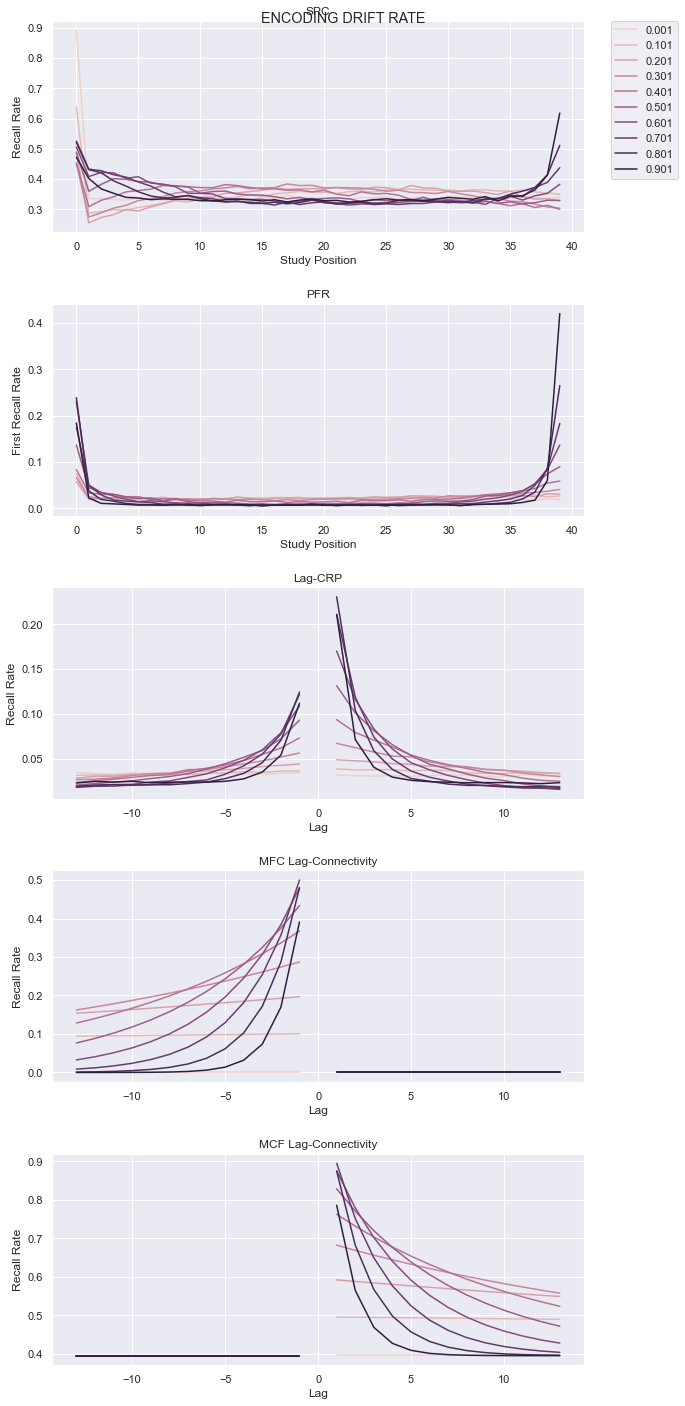 SPC
ENCODING DRIFT RATE
0.9
0.8
0.7
0.6
0.5
0.4
0.3
Recall Rate
0 5 10 15 20 25 30 35 40
Study Position
0.001
0.101
0.201
0.301
0.401
0.501
0.601
0.701
0.801
0.901
PFR
0.4
0.3
0.2
0.1
0.0
First Recall Rate
0 5 10 15 20 25 30 35 40
Study Position
Lag-CRP
0.20
0.15
0.10
0.05
Recall Rate
−10 −5 0 5 10
Lag
MFC Lag-Connectivity
0.5
0.4
0.3
0.2
0.1
0.0
Recall Rate
−10 −5 0 5 10
Lag
MCF Lag-Connectivity
0.9
0.8
0.7
0.6
0.5
0.4
Recall Rate
−10 −5 0 5 10
Lag